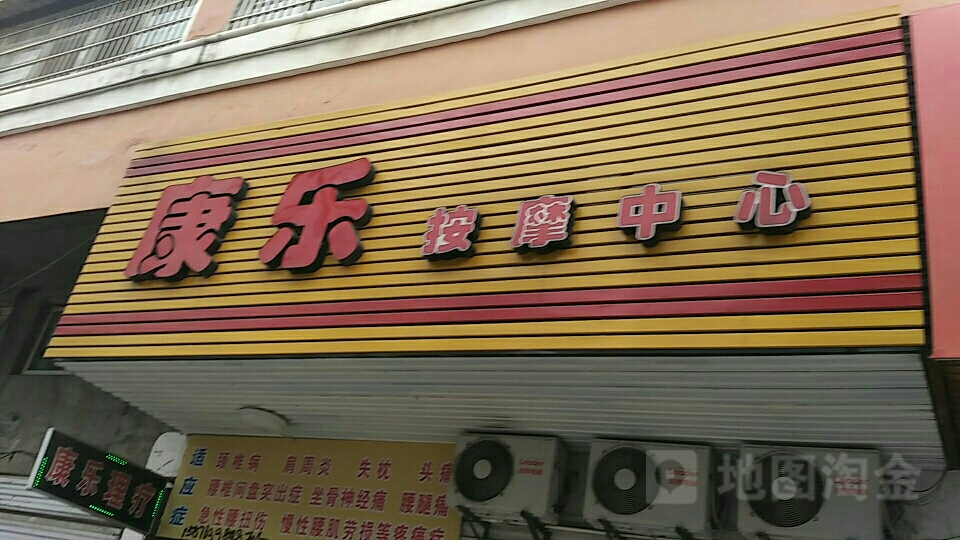 康乐按摩中心
康乐理疗
适应症
颈椎病 肩周炎 失枕 头痛
腰椎间盘突出症 坐骨神经痛 腰腿痛
急性腰扭伤 慢性腰肌劳损等疼痛症
Leader
地图淘金